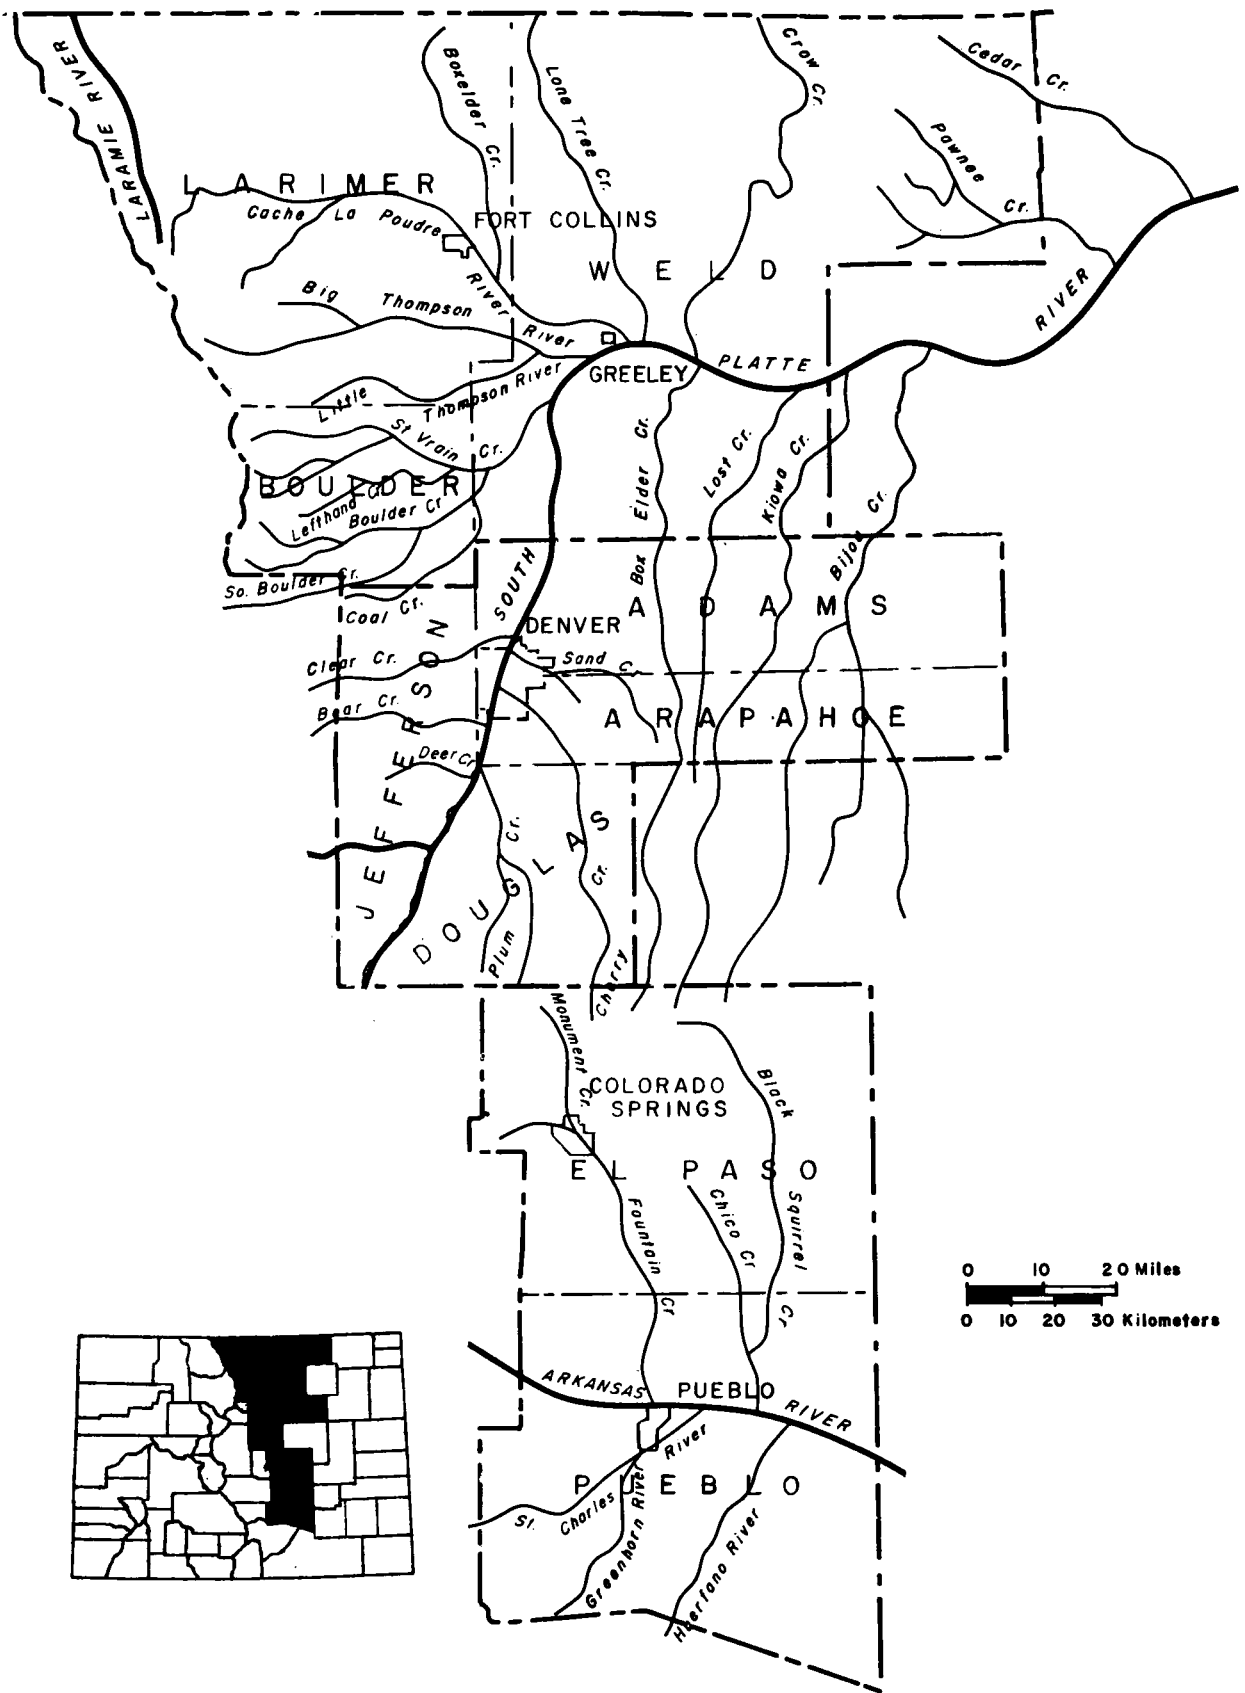 LARAMIE RIVER
Boxelder Cr.
Lone Tree Cr.
Crow Cr.
Cedar Cr.
Pawnee Cr.
LARIMER
Cache La Poudre River
FORT COLLINS
WELD
Big Thompson River
GREELEY
SOUTH PLATTE RIVER
Little Thompson River
St Vrain Cr.
BOULDER
Lefthand Cr
Boulder Cr
So. Boulder Cr.
Coal Cr.
Box Elder Cr.
Lost Cr.
Kiowa Cr.
Bijou Cr.
ADAMS
DENVER
Clear Cr.
Sand Cr.
Bear Cr.
ARAPAHOE
Deer Cr
JEFFERSON
DOUGLAS
Plum Cr.
Cherry Cr.
Monument Cr.
COLORADO
SPRINGS
Black Squirrel Cr
EL PASO
Chico Cr
Fountain Cr
0 10 20 Miles
0 10 20 30 Kilometers
ARKANSAS RIVER
PUEBLO
PUEBLO
St. Charles River
Greenhorn River
Huerfano River